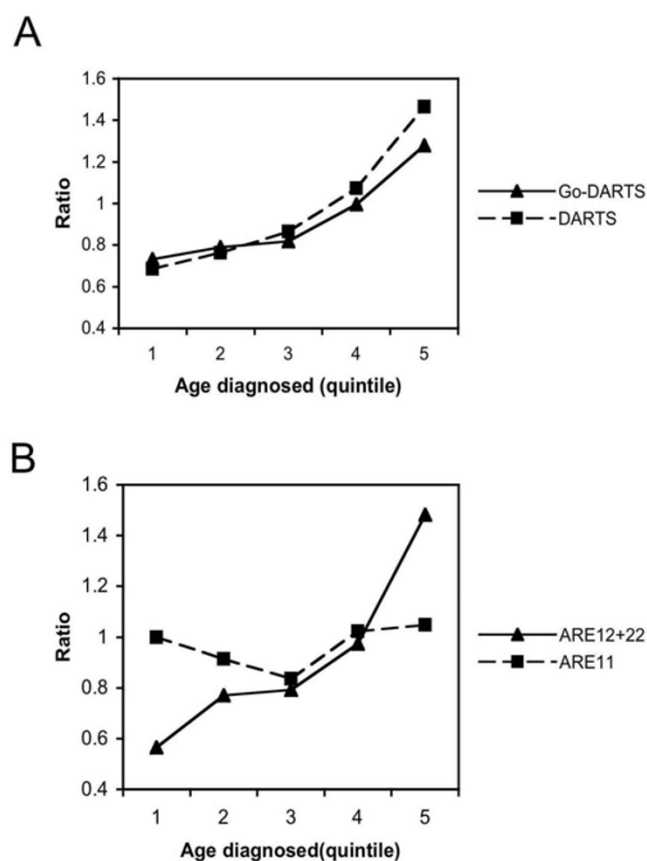 A
1.6
1.4
1.2
1
0.8
0.6
0.4
Ratio
1 2 3 4 5
Age diagnosed (quintile)
Go-DARTS
DARTS
B
1.6
1.4
1.2
1
0.8
0.6
0.4
Ratio
1 2 3 4 5
Age diagnosed(quintile)
ARE12+22
ARE11